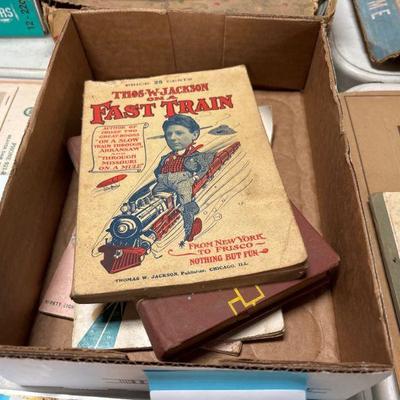 PRICE 25 CENTS
THOS. W. JACKSON
ON A
FAST TRAIN
AUTHOR OF
THOSE TWO
GREAT BOOKS
"ON A SLOW
TRAIN THROUGH
ARKANSAW"
AND
"THROUGH
MISSOURI
ON A MULE"
FROM NEW YORK
TO FRISCO
NOTHING BUT FUN
THOMAS W. JACKSON, Publisher, CHICAGO, ILL.